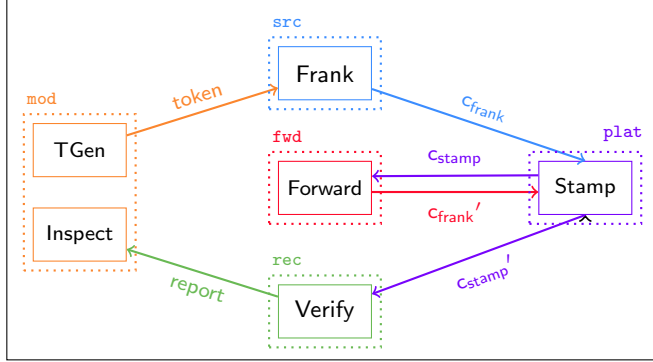 src
Frank
token
mod
c_frank
TGen
fwd
plat
c_stamp
Forward
Stamp
c_frank′
Inspect
rec
c_stamp′
report
Verify